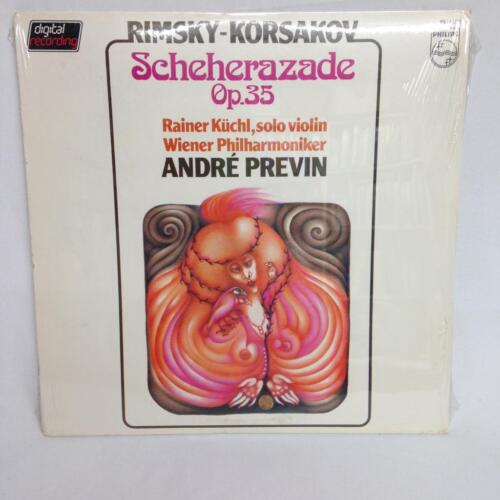 digital
recording
RIMSKY-KORSAKOV
PHILIPS
Scheherazade
Op.35
Rainer Küchl, solo violin
Wiener Philharmoniker
ANDRÉ PREVIN